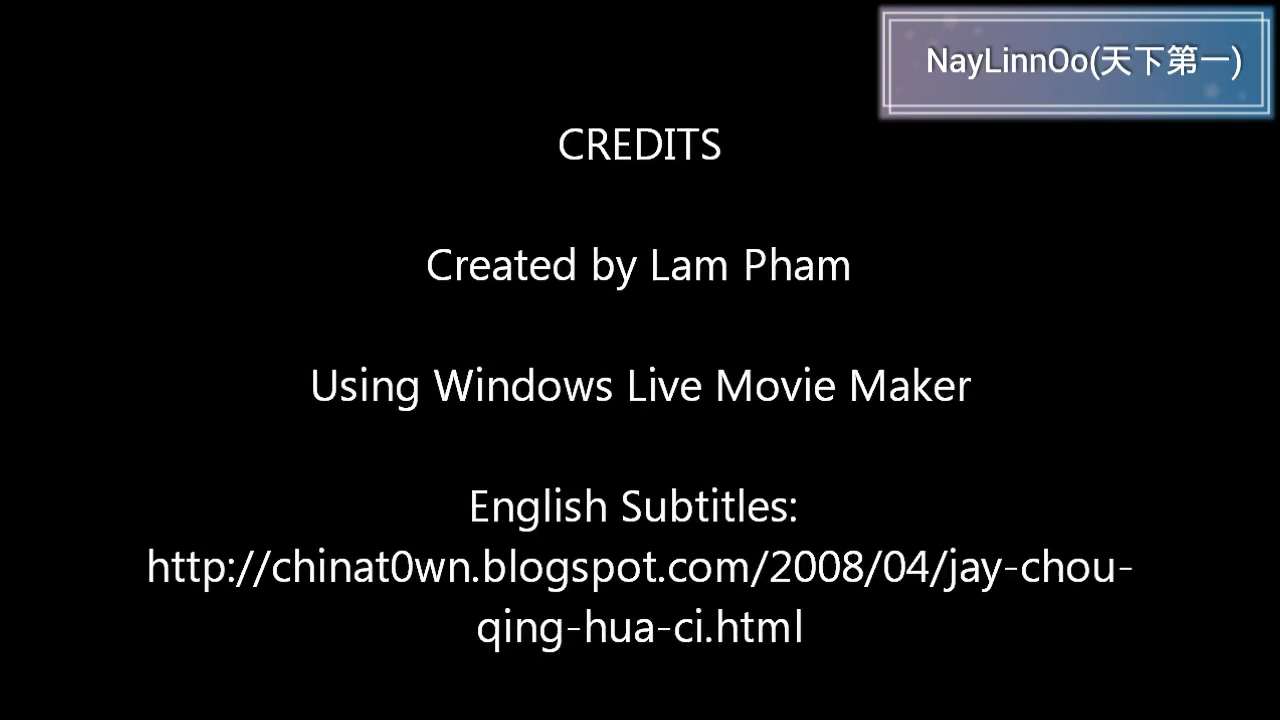 NayLinnOo(天下第一)
CREDITS
Created by Lam Pham
Using Windows Live Movie Maker
English Subtitles:
http://chinat0wn.blogspot.com/2008/04/jay-chou-
qing-hua-ci.html